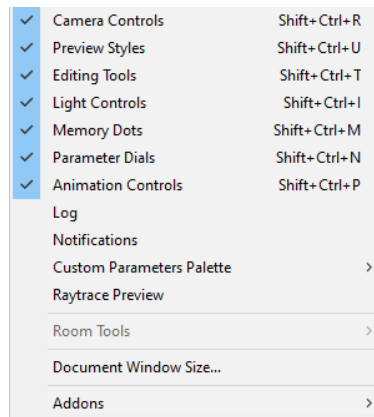 Camera Controls Shift+Ctrl+R
Preview Styles Shift+Ctrl+U
Editing Tools Shift+Ctrl+T
Light Controls Shift+Ctrl+I
Memory Dots Shift+Ctrl+M
Parameter Dials Shift+Ctrl+N
Animation Controls Shift+Ctrl+P
Log
Notifications
Custom Parameters Palette
Raytrace Preview
Room Tools
Document Window Size...
Addons